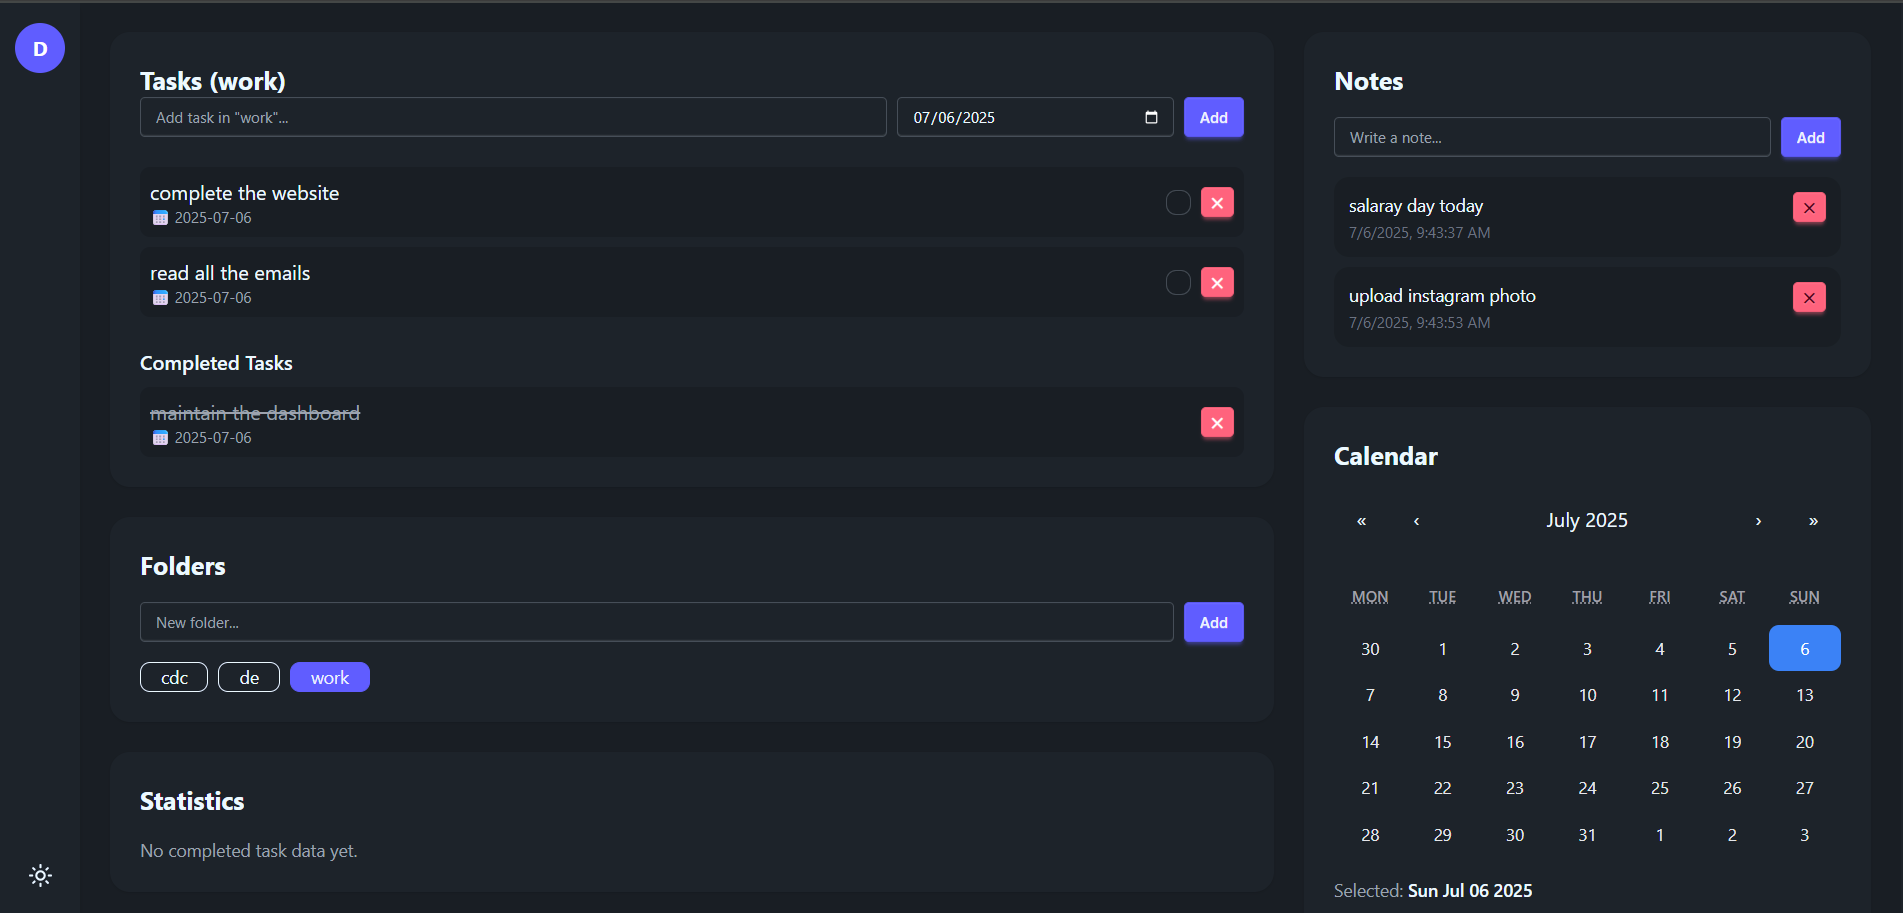 D
Tasks (work)
Add task in "work"...
07/06/2025
Add
complete the website
2025-07-06
read all the emails
2025-07-06
Completed Tasks
maintain the dashboard
2025-07-06
Folders
New folder...
Add
cdc de work
Statistics
No completed task data yet.
Notes
Write a note...
Add
salaray day today
7/6/2025, 9:43:37 AM
upload instagram photo
7/6/2025, 9:43:53 AM
Calendar
« ‹ July 2025 › »
MON TUE WED THU FRI SAT SUN
30 1 2 3 4 5 6
7 8 9 10 11 12 13
14 15 16 17 18 19 20
21 22 23 24 25 26 27
28 29 30 31 1 2 3
Selected: Sun Jul 06 2025